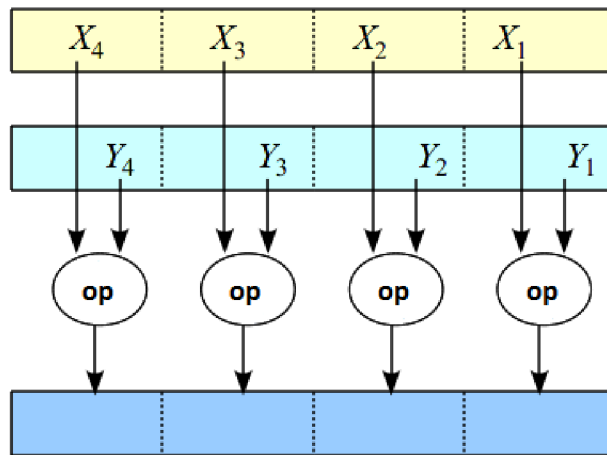 X₄ X₃ X₂ X₁
Y₄ Y₃ Y₂ Y₁
op op op op